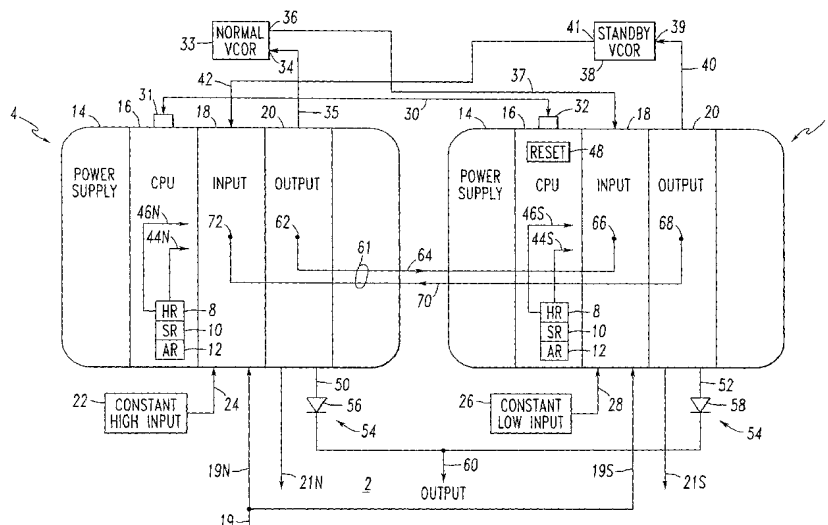 36
41
39
33
NORMAL
VCOR
34
STANDBY
VCOR
38
42
37
40
31
32
30
35
4
14
16
18
20
14
16
18
20
POWER
SUPPLY
CPU
INPUT
OUTPUT
POWER
SUPPLY
RESET
48
CPU
INPUT
OUTPUT
46N
44N
72
62
61
64
70
46S
44S
66
68
HR
8
SR
10
AR
12
HR
8
SR
10
AR
12
22
CONSTANT
HIGH INPUT
24
50
56
54
26
CONSTANT
LOW INPUT
28
52
58
54
19N
21N
2
60
OUTPUT
19S
21S
19